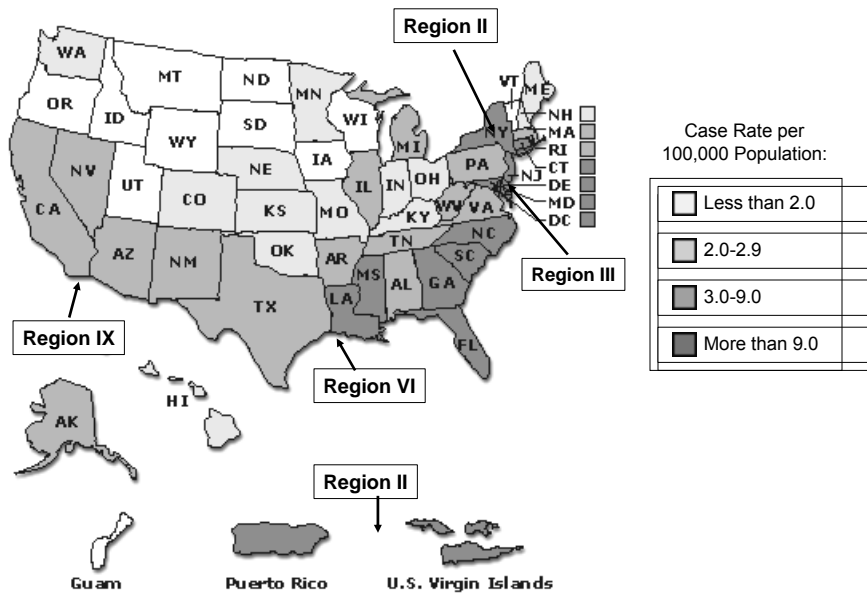 Region II
WA
MT
ND
MN
VT
ME
OR
ID
WY
SD
WI
MI
NY
NH
MA
RI
CT
NJ
DE
MD
DC
NV
UT
CO
NE
KS
IA
MO
IL
IN
OH
PA
KY
WV
VA
CA
AZ
NM
OK
AR
TN
NC
SC
TX
LA
MS
AL
GA
FL
Case Rate per
100,000 Population:
Less than 2.0
2.0-2.9
3.0-9.0
More than 9.0
Region III
Region IX
Region VI
AK
HI
Region II
Guam
Puerto Rico
U.S. Virgin Islands